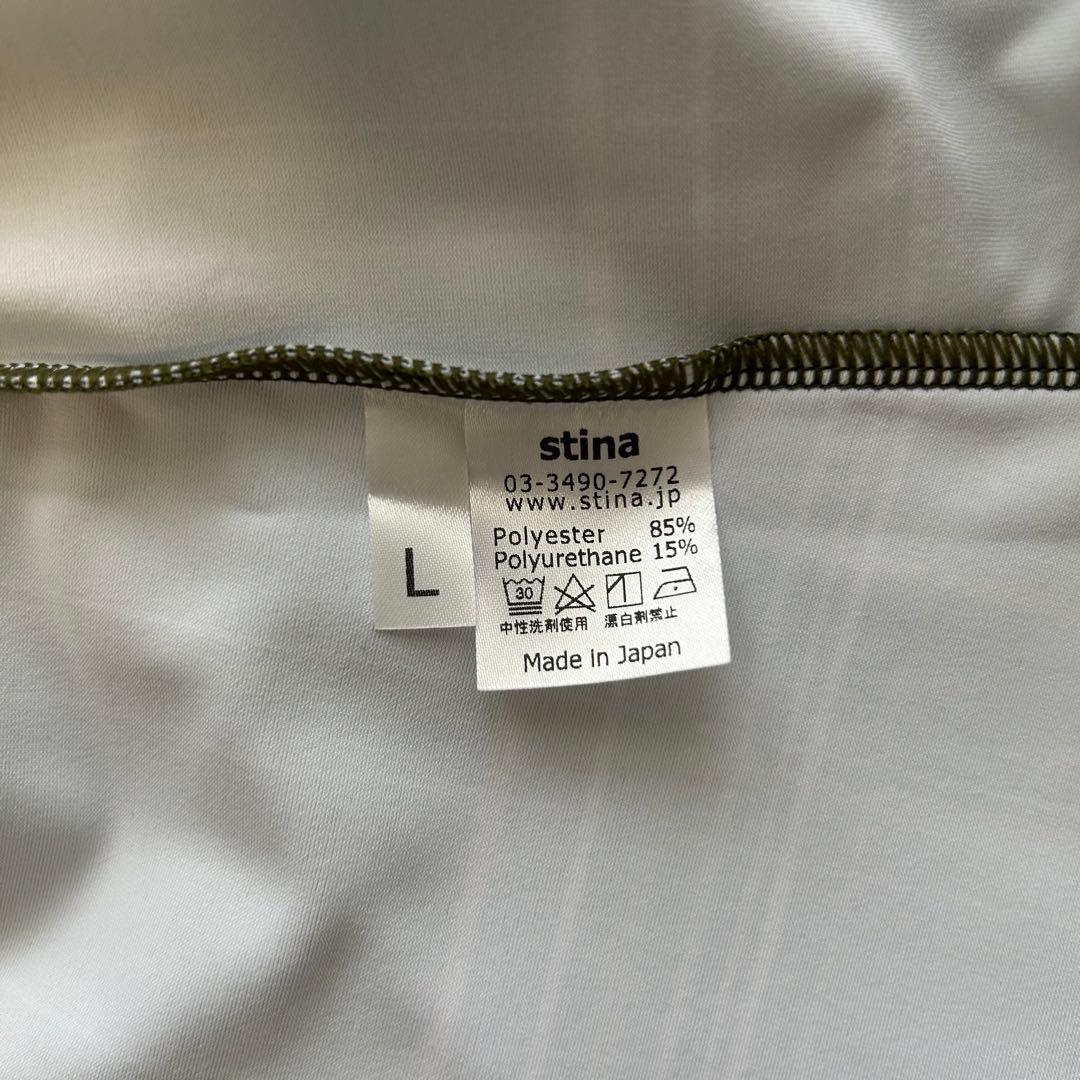 L
stina
03-3490-7272
www.stina.jp
Polyester 85%
Polyurethane 15%
30
中性洗剤使用 漂白剤禁止
Made in Japan